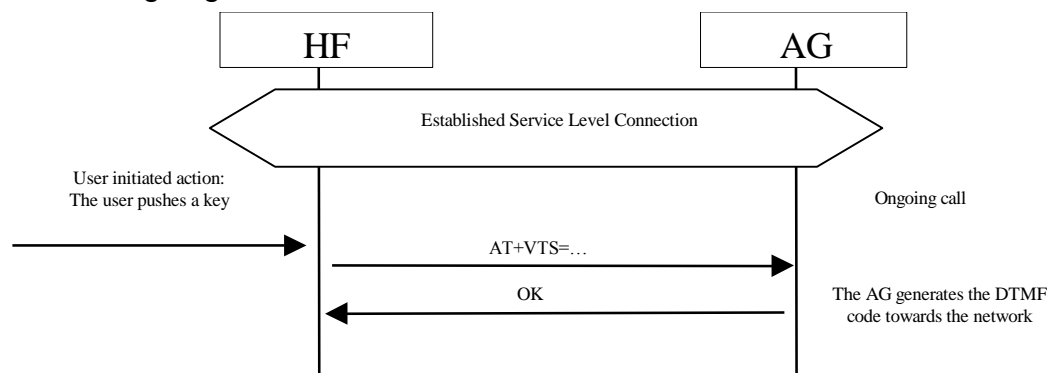 HF
AG
Established Service Level Connection
User initiated action:
The user pushes a key
Ongoing call
AT+VTS=…
OK
The AG generates the DTMF
code towards the network